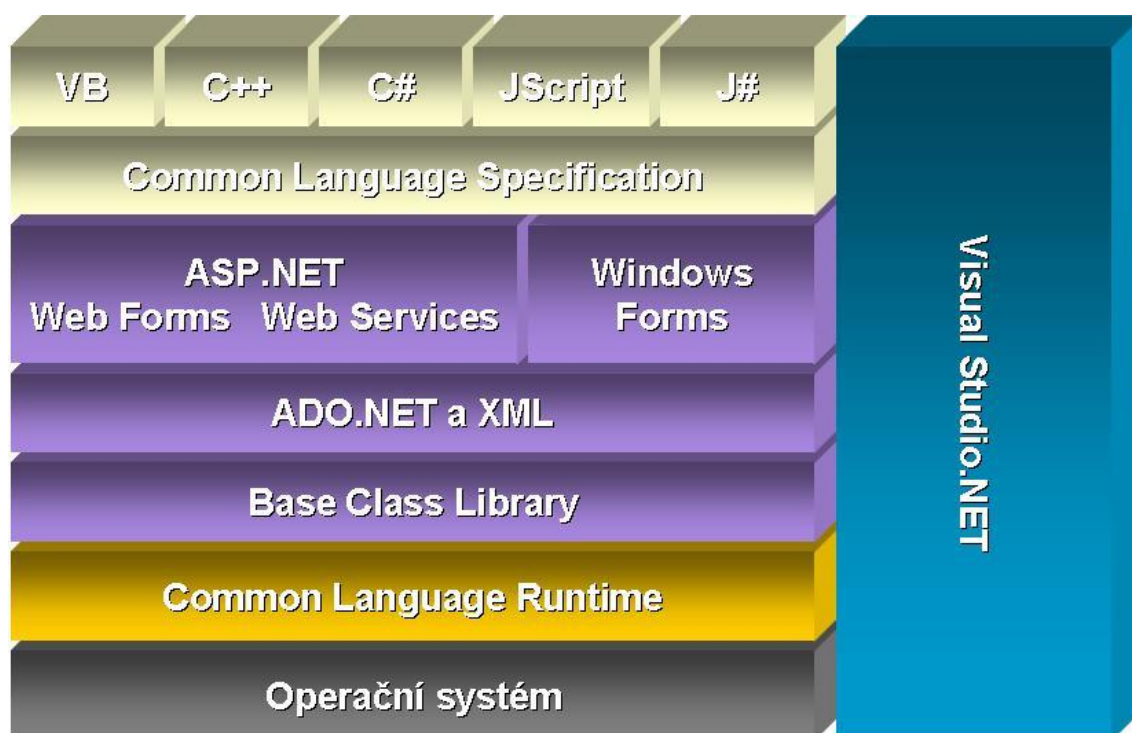 VB
C++
C#
JScript
J#
Common Language Specification
ASP.NET
Web Forms Web Services
Windows
Forms
ADO.NET a XML
Base Class Library
Common Language Runtime
Operační systém
Visual Studio.NET